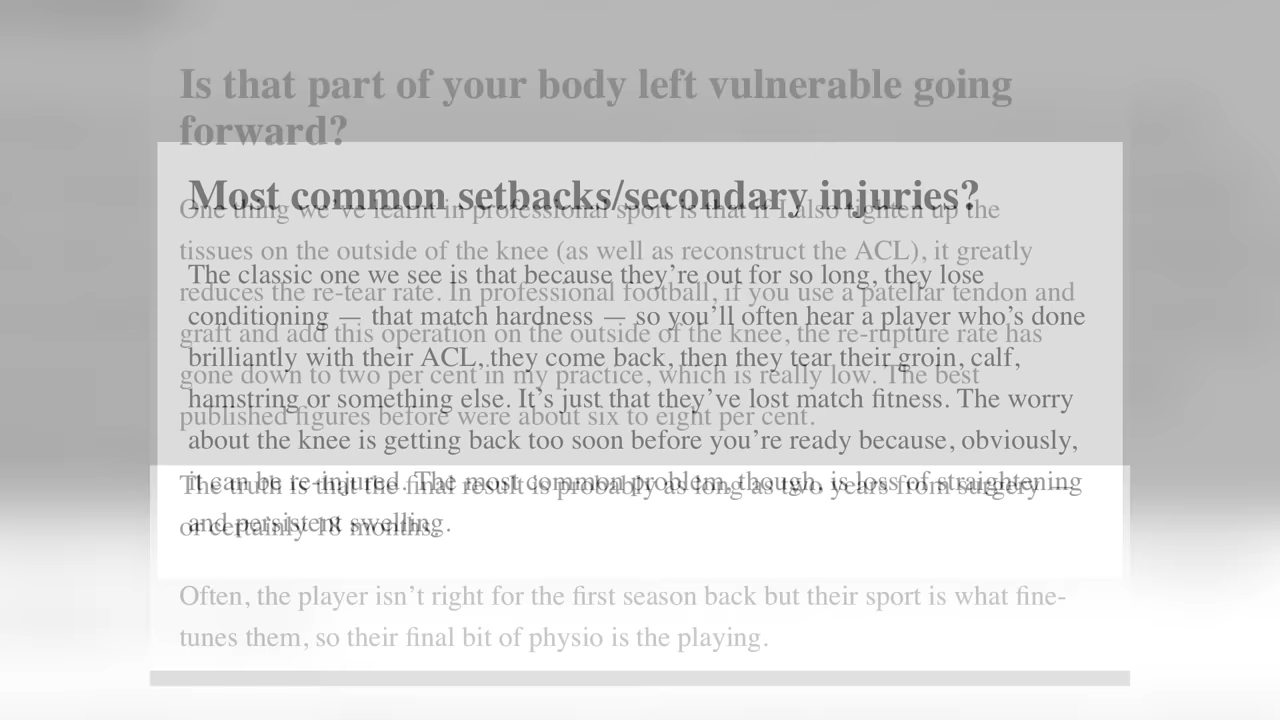 Is that part of your body left vulnerable going
forward?
One thing we've learnt in professional sport is that if I also tighten up the
tissues on the outside of the knee (as well as reconstruct the ACL), it greatly
reduces the re-tear rate. In professional football, if you use a patellar tendon and
graft and add this operation on the outside of the knee, the re-rupture rate has
gone down to two per cent in my practice, which is really low. The best
published figures before were about six to eight per cent.
The truth is that the final result is probably as long as two years from surgery —
or certainly 18 months.
Often, the player isn't right for the first season back but their sport is what fine-
tunes them, so their final bit of physio is the playing.
Most common setbacks/secondary injuries?
The classic one we see is that because they're out for so long, they lose
conditioning — that match hardness — so you'll often hear a player who's done
brilliantly with their ACL, they come back, then they tear their groin, calf,
hamstring or something else. It's just that they've lost match fitness. The worry
about the knee is getting back too soon before you're ready because, obviously,
it can be re-injured. The most common problem, though, is loss of straightening
and persistent swelling.